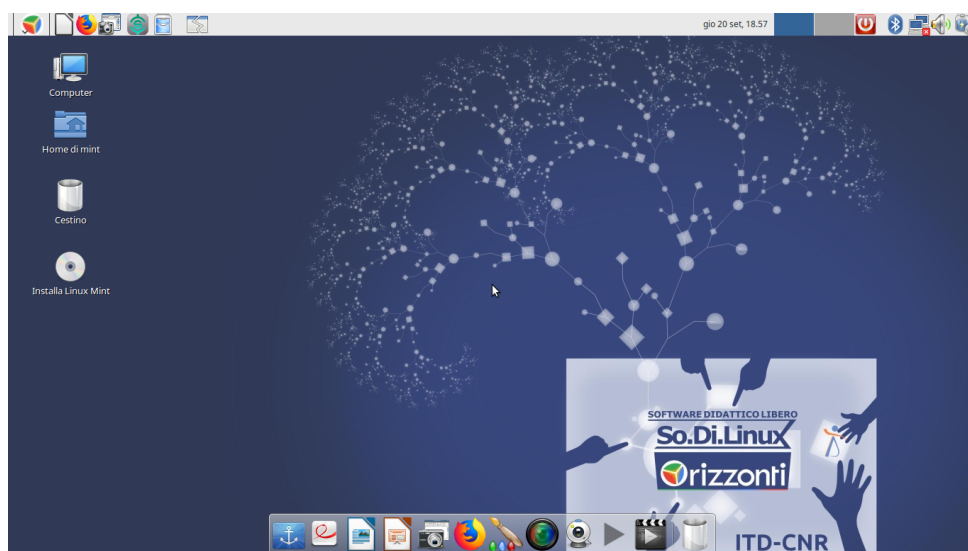 gio 20 set, 18.57
Computer
Home di mint
Cestino
Installa Linux Mint
SOFTWARE DIDATTICO LIBERO
So.Di.Linux
Orizzonti
ITD-CNR